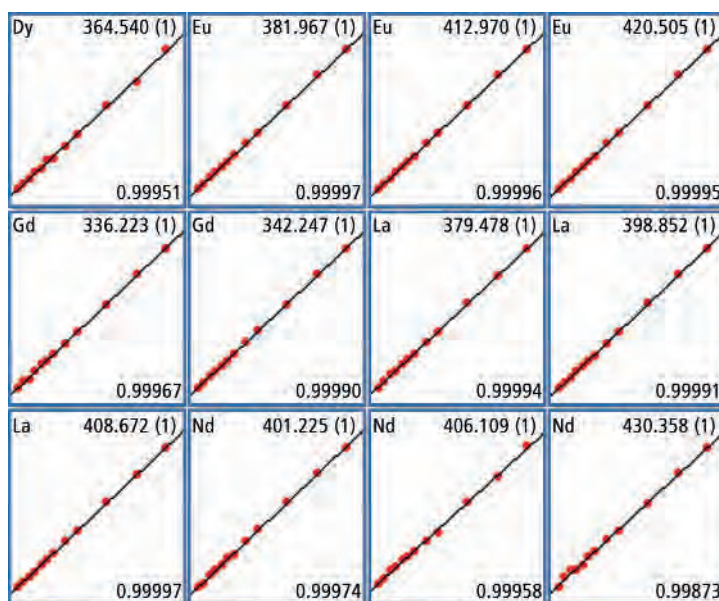 Dy 364.540 (1)
0.99951
Eu 381.967 (1)
0.99997
Eu 412.970 (1)
0.99996
Eu 420.505 (1)
0.99995
Gd 336.223 (1)
0.99967
Gd 342.247 (1)
0.99990
La 379.478 (1)
0.99994
La 398.852 (1)
0.99991
La 408.672 (1)
0.99997
Nd 401.225 (1)
0.99974
Nd 406.109 (1)
0.99958
Nd 430.358 (1)
0.99873